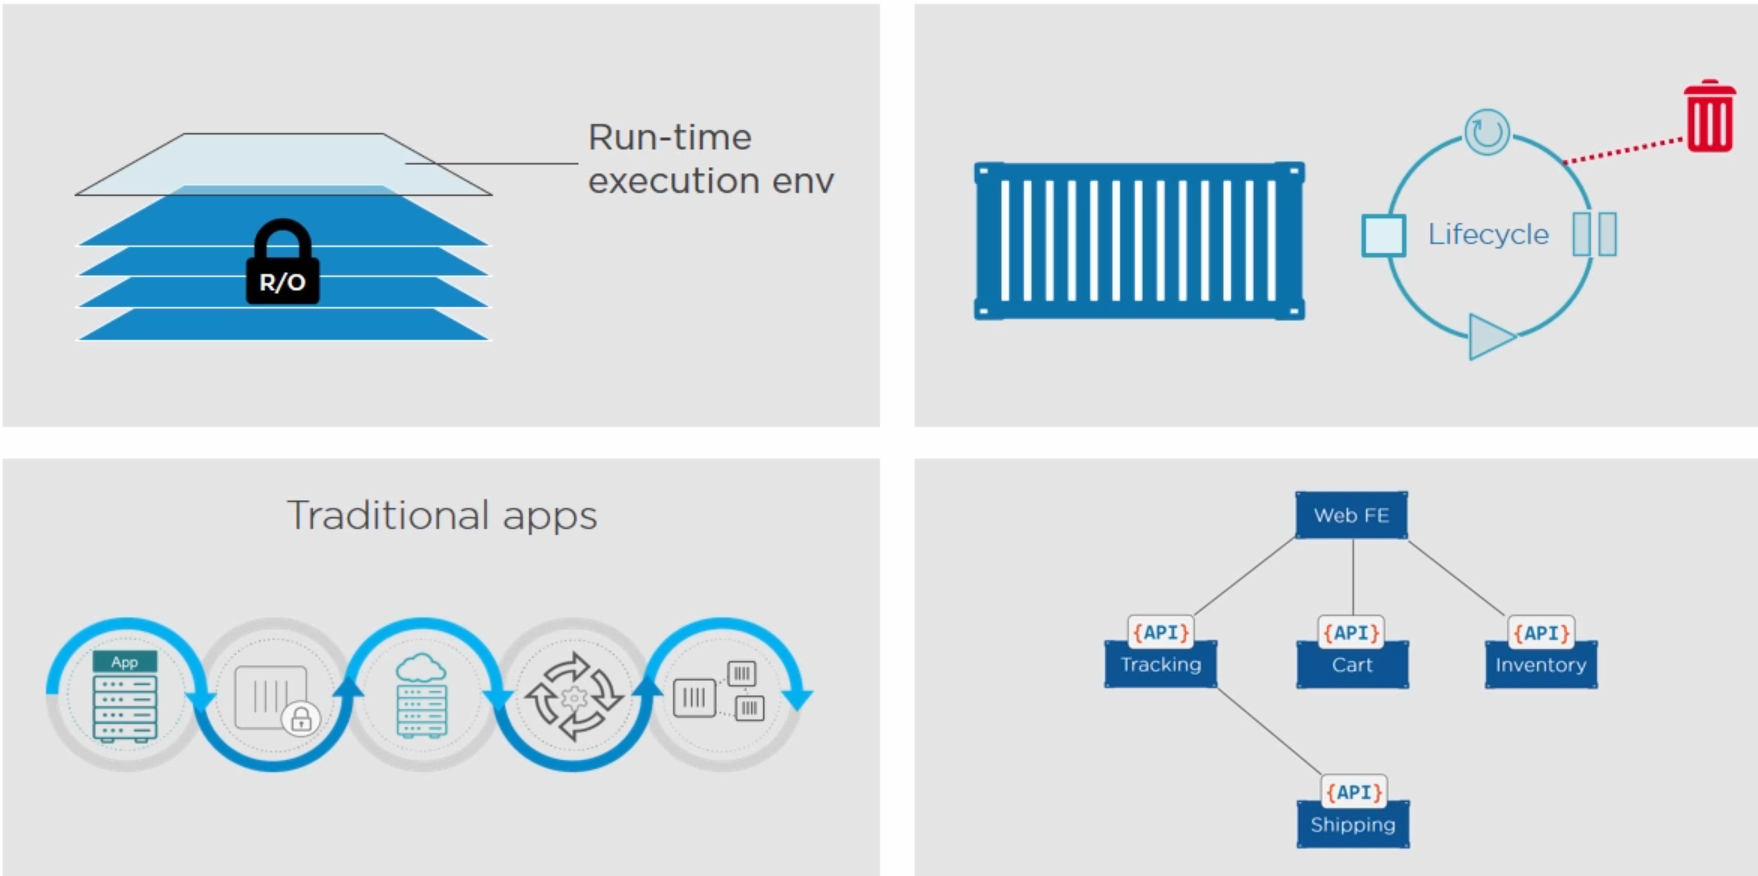 Run-time
execution env
R/O
Lifecycle
Traditional apps
App
Web FE
{API}
{API}
{API}
Tracking
Cart
Inventory
{API}
Shipping